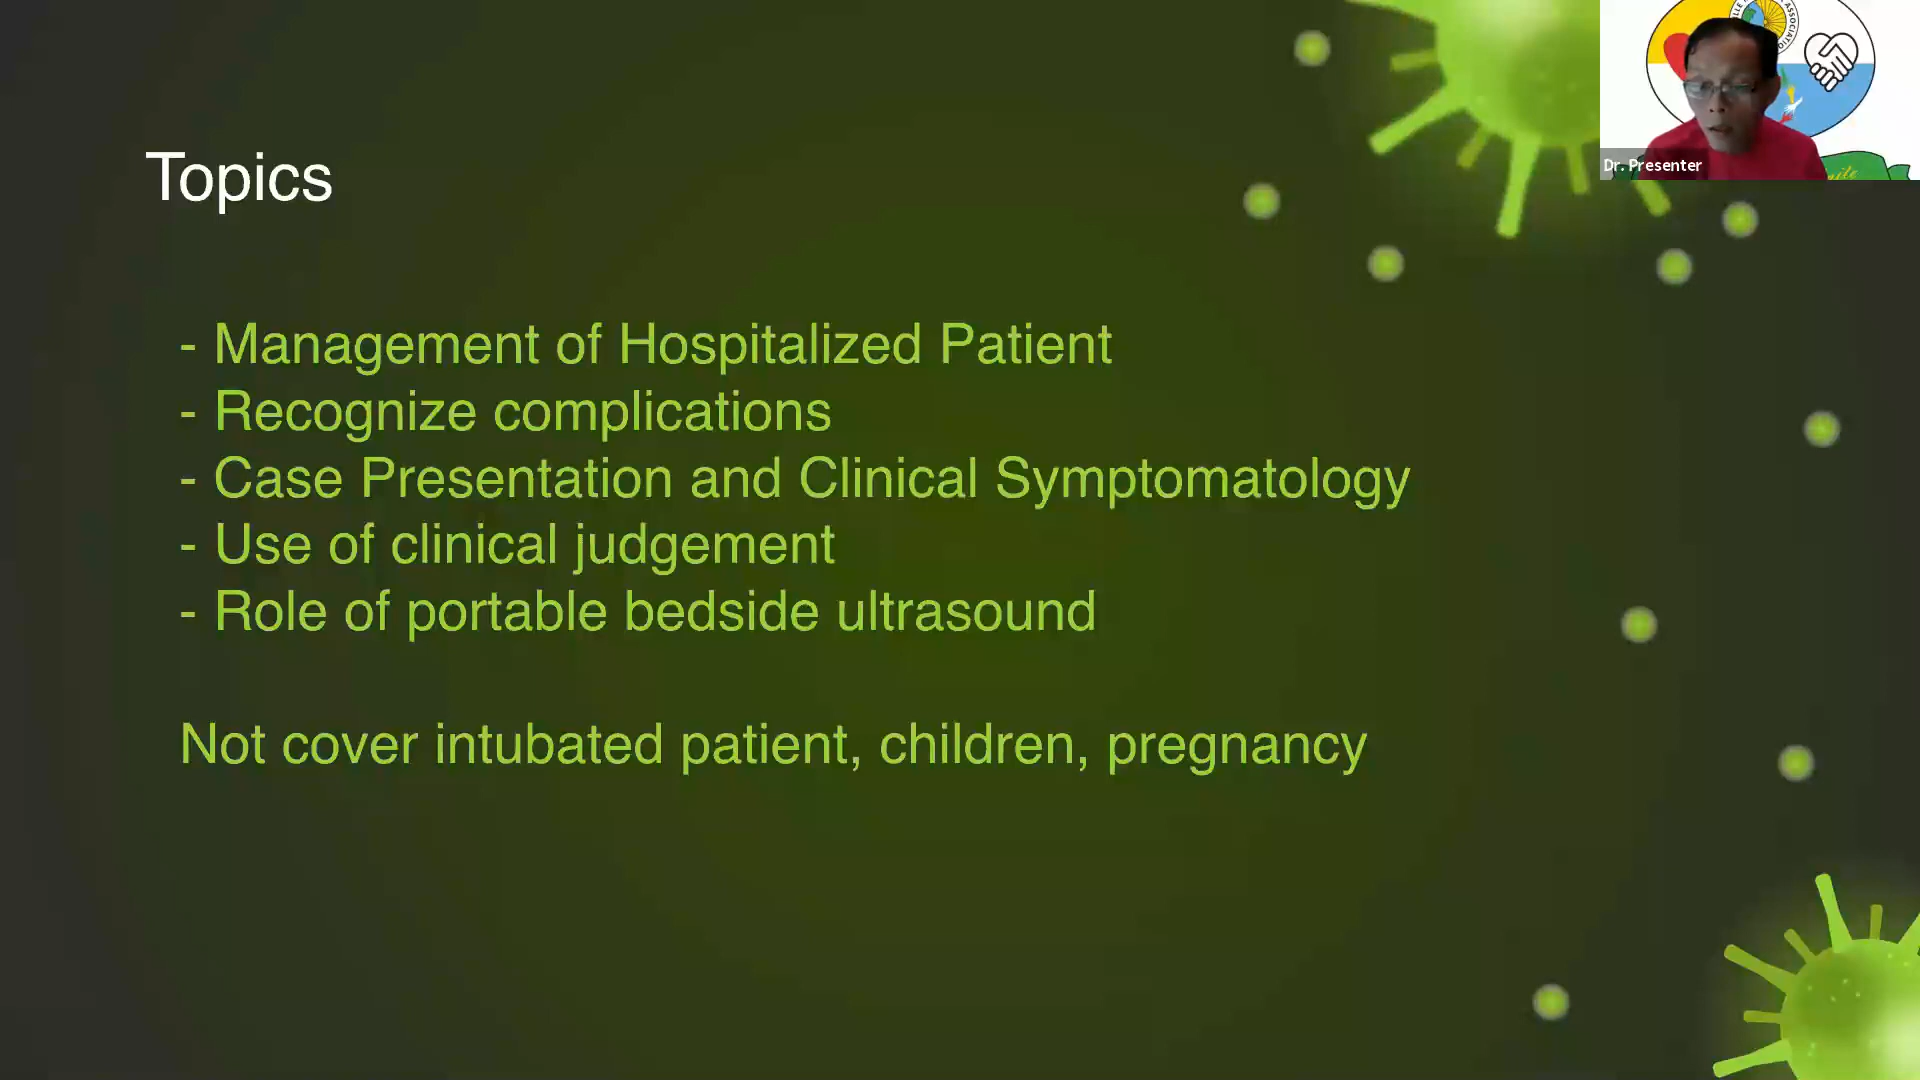 Topics
- Management of Hospitalized Patient
- Recognize complications
- Case Presentation and Clinical Symptomatology
- Use of clinical judgement
- Role of portable bedside ultrasound
Not cover intubated patient, children, pregnancy
ASSOCIATION
Dr. Presenter